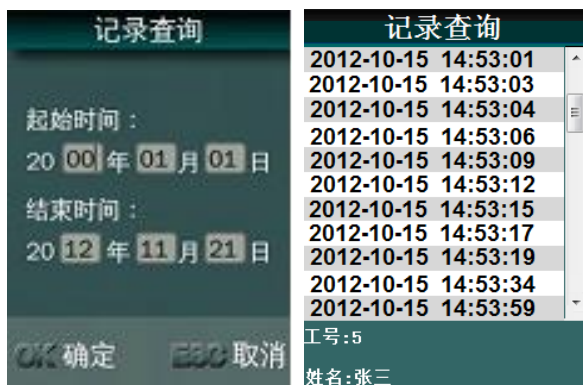 记录查询
起始时间：
20 00 年 01 月 01 日
结束时间：
20 12 年 11 月 21 日
OK 确定 ESC 取消
记录查询
2012-10-15 14:53:01
2012-10-15 14:53:03
2012-10-15 14:53:04
2012-10-15 14:53:06
2012-10-15 14:53:09
2012-10-15 14:53:12
2012-10-15 14:53:15
2012-10-15 14:53:17
2012-10-15 14:53:19
2012-10-15 14:53:34
2012-10-15 14:53:59
工号:5
姓名:张三